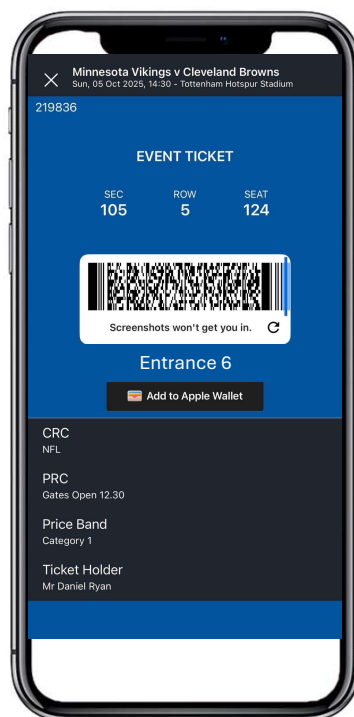 Minnesota Vikings v Cleveland Browns
Sun, 05 Oct 2025, 14:30 - Tottenham Hotspur Stadium
219836
EVENT TICKET
SEC ROW SEAT
105 5 124
Screenshots won't get you in.
Entrance 6
Add to Apple Wallet
CRC
NFL
PRC
Gates Open 12.30
Price Band
Category 1
Ticket Holder
Mr Daniel Ryan